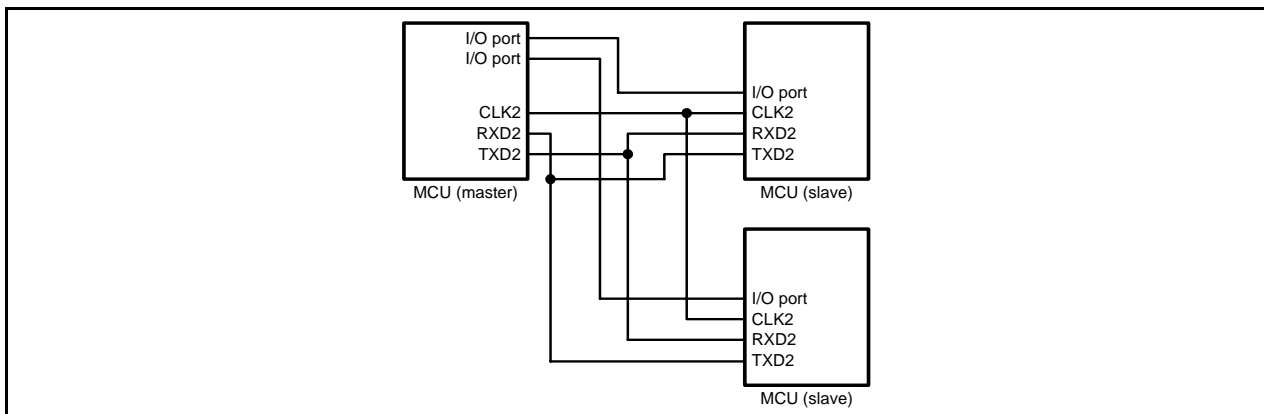 I/O port
I/O port
CLK2
RXD2
TXD2
MCU (master)
I/O port
CLK2
RXD2
TXD2
MCU (slave)
I/O port
CLK2
RXD2
TXD2
MCU (slave)